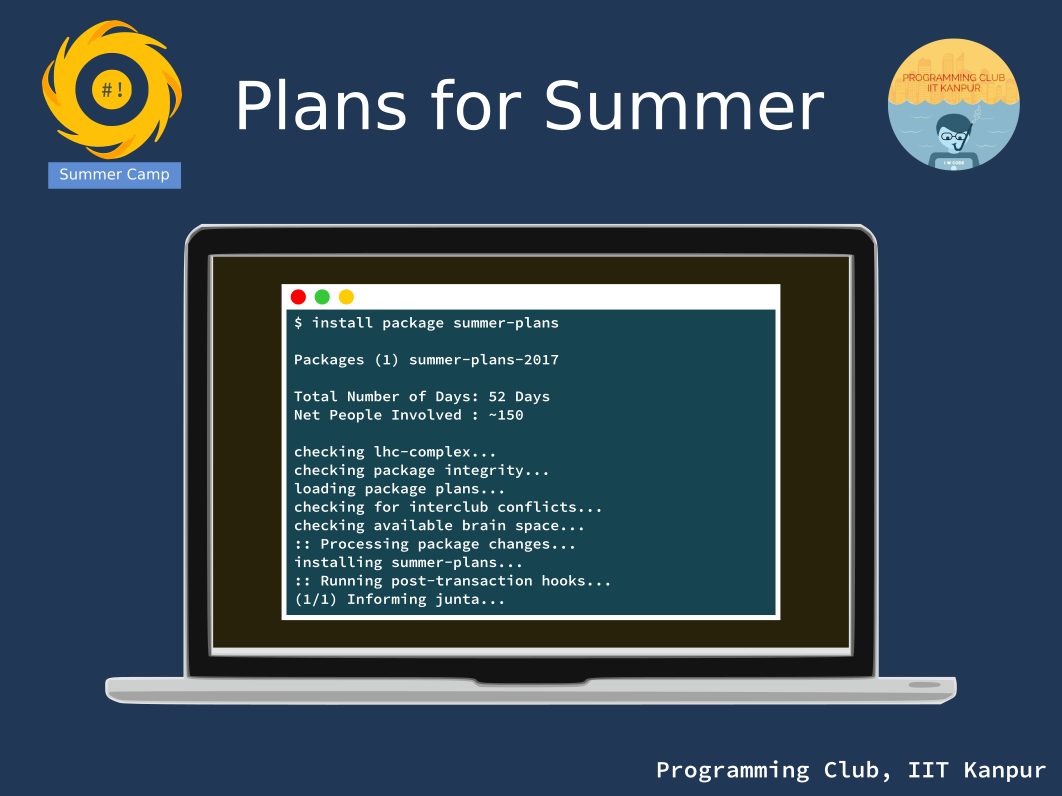 #!
Summer Camp
Plans for Summer
PROGRAMMING CLUB
IIT KANPUR
I ♥ CODE
$ install package summer-plans
Packages (1) summer-plans-2017
Total Number of Days: 52 Days
Net People Involved : ~150
checking lhc-complex...
checking package integrity...
loading package plans...
checking for interclub conflicts...
checking available brain space...
:: Processing package changes...
installing summer-plans...
:: Running post-transaction hooks...
(1/1) Informing junta...
Programming Club, IIT Kanpur